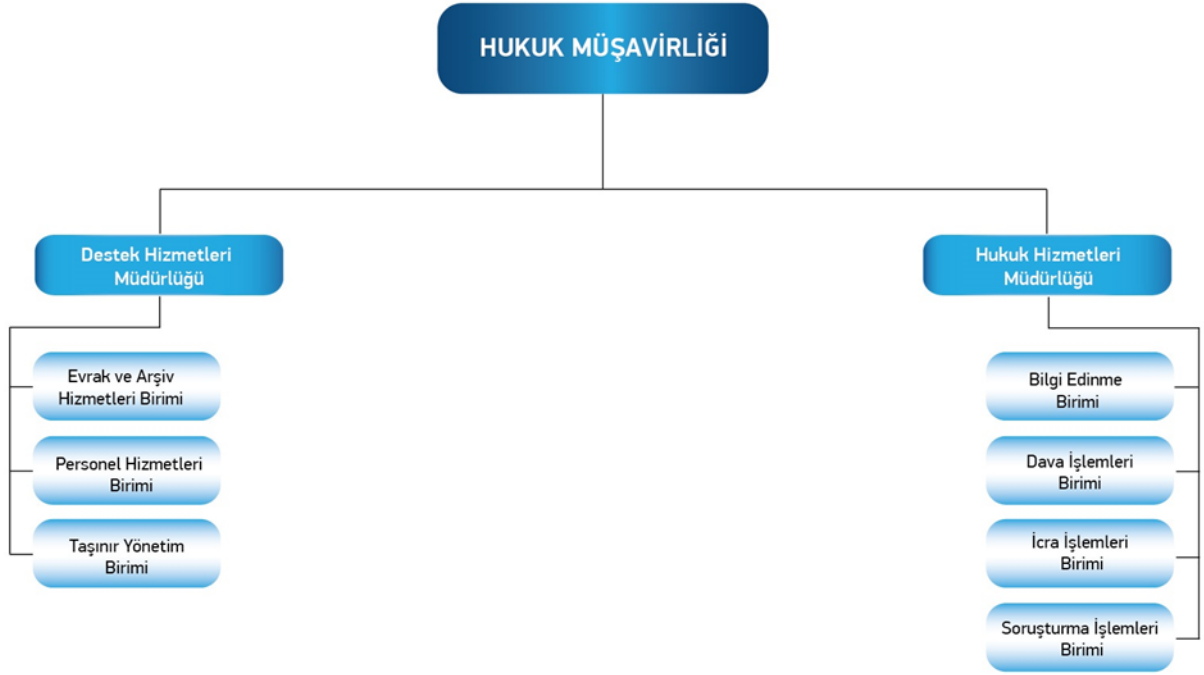 HUKUK MÜŞAVİRLİĞİ
Destek Hizmetleri
Müdürlüğü
Evrak ve Arşiv
Hizmetleri Birimi
Personel Hizmetleri
Birimi
Taşınır Yönetim
Birimi
Hukuk Hizmetleri
Müdürlüğü
Bilgi Edinme
Birimi
Dava İşlemleri
Birimi
İcra İşlemleri
Birimi
Soruşturma İşlemleri
Birimi